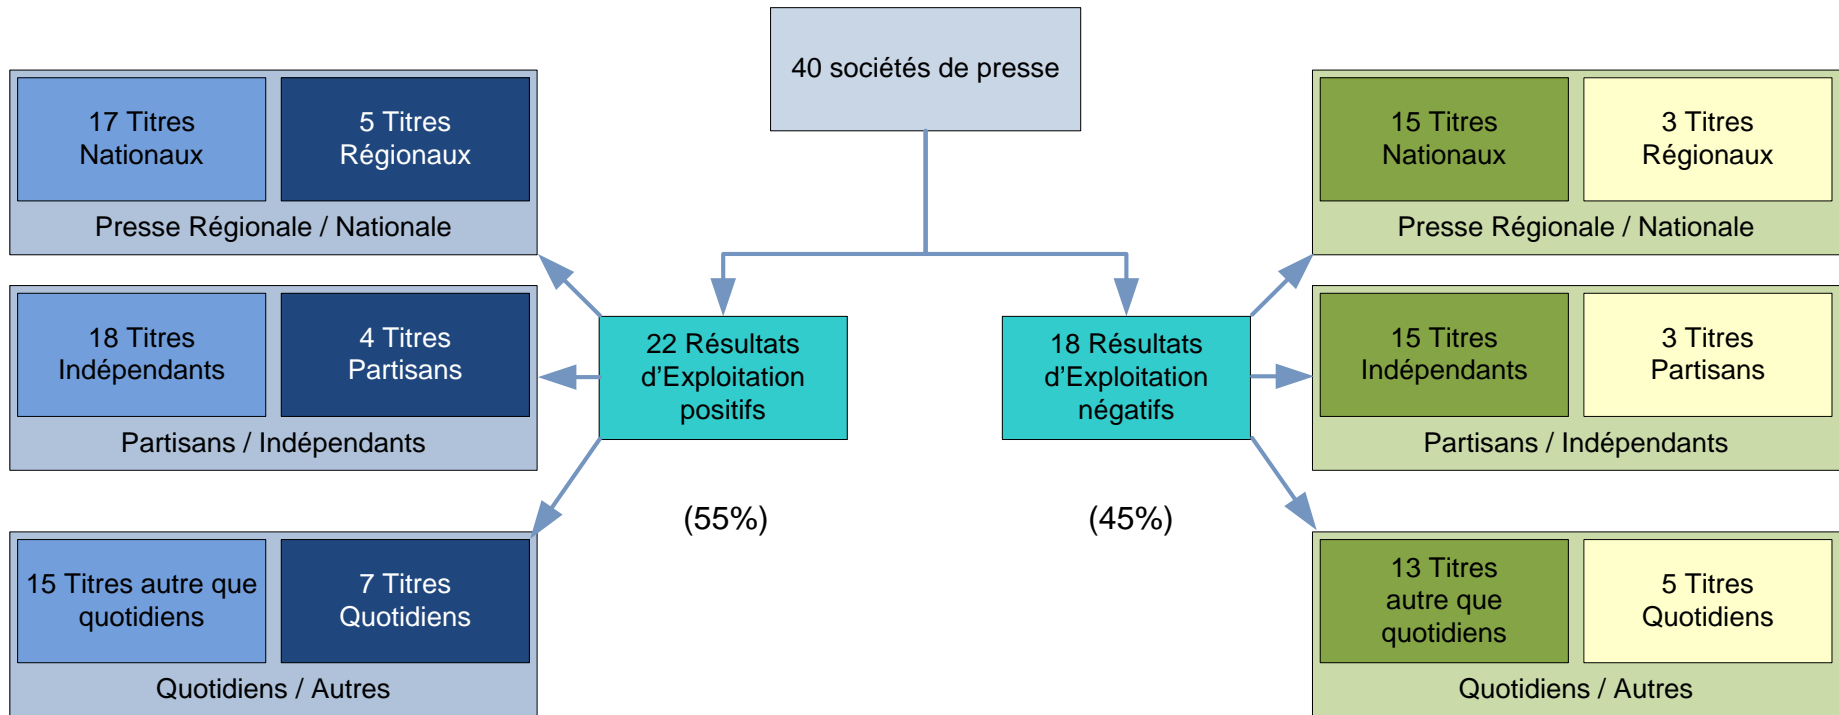 40 sociétés de presse
17 Titres
Nationaux
5 Titres
Régionaux
Presse Régionale / Nationale
18 Titres
Indépendants
4 Titres
Partisans
Partisans / Indépendants
15 Titres autre que
quotidiens
7 Titres
Quotidiens
Quotidiens / Autres
22 Résultats
d’Exploitation
positifs
(55%)
18 Résultats
d’Exploitation
négatifs
(45%)
15 Titres
Nationaux
3 Titres
Régionaux
Presse Régionale / Nationale
15 Titres
Indépendants
3 Titres
Partisans
Partisans / Indépendants
13 Titres
autre que
quotidiens
5 Titres
Quotidiens
Quotidiens / Autres